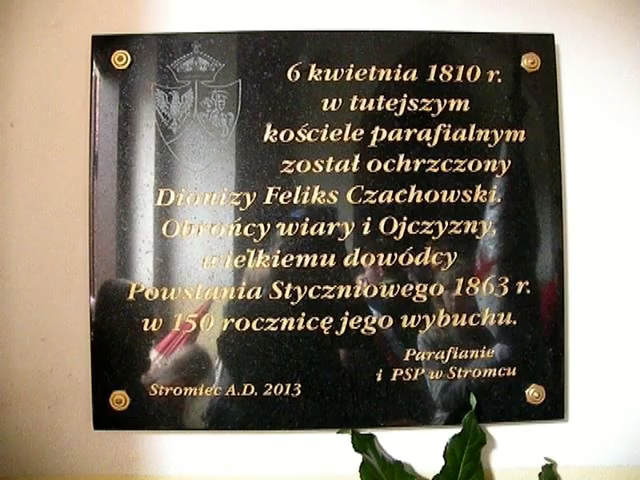 6 kwietnia 1810 r.
w tutejszym
kościele parafialnym
został ochrzczony
Dionizy Feliks Czachowski.
Obrońcy wiary i Ojczyzny,
wielkiemu dowódcy
Powstania Styczniowego 1863 r.
w 150 rocznicę jego wybuchu.
Parafianie
i PSP w Stromcu
Stromiec A.D. 2013